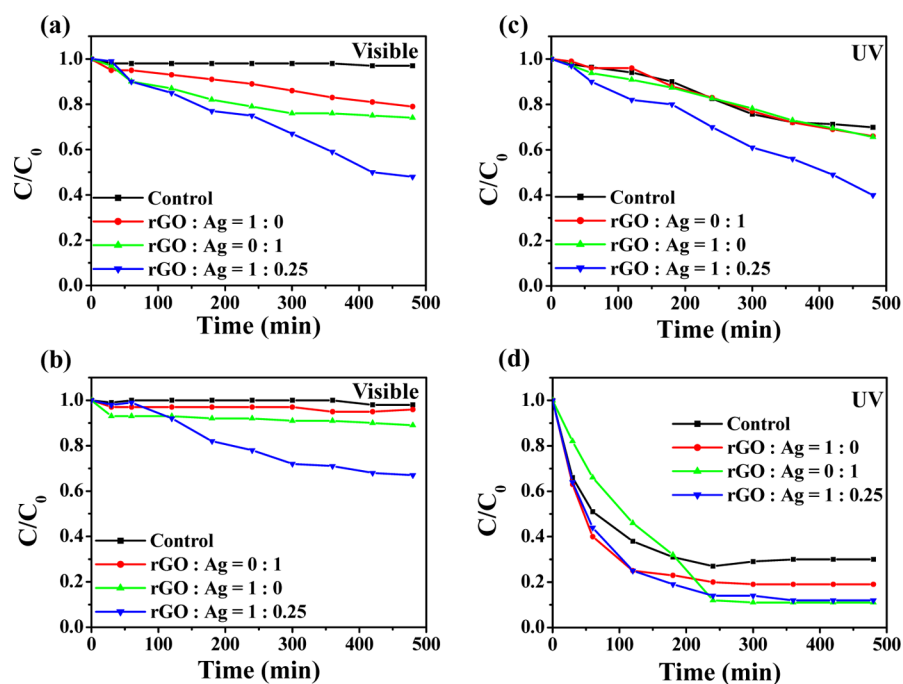 (a)
Visible
C/C0
1.0
0.8
0.6
0.4
0.2
0.0
Control
rGO : Ag = 1 : 0
rGO : Ag = 0 : 1
rGO : Ag = 1 : 0.25
0 100 200 300 400 500
Time (min)
(c)
UV
C/C0
1.0
0.8
0.6
0.4
0.2
0.0
Control
rGO : Ag = 0 : 1
rGO : Ag = 1 : 0
rGO : Ag = 1 : 0.25
0 100 200 300 400 500
Time (min)
(b)
Visible
C/C0
1.0
0.8
0.6
0.4
0.2
0.0
Control
rGO : Ag = 0 : 1
rGO : Ag = 1 : 0
rGO : Ag = 1 : 0.25
0 100 200 300 400 500
Time (min)
(d)
UV
C/C0
1.0
0.8
0.6
0.4
0.2
0.0
Control
rGO : Ag = 1 : 0
rGO : Ag = 0 : 1
rGO : Ag = 1 : 0.25
0 100 200 300 400 500
Time (min)